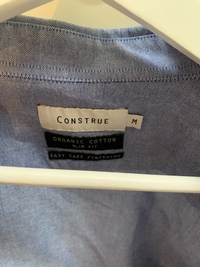 CONSTRUE
M
ORGANIC COTTON
SLIM FIT
EASY CARE FINISHING